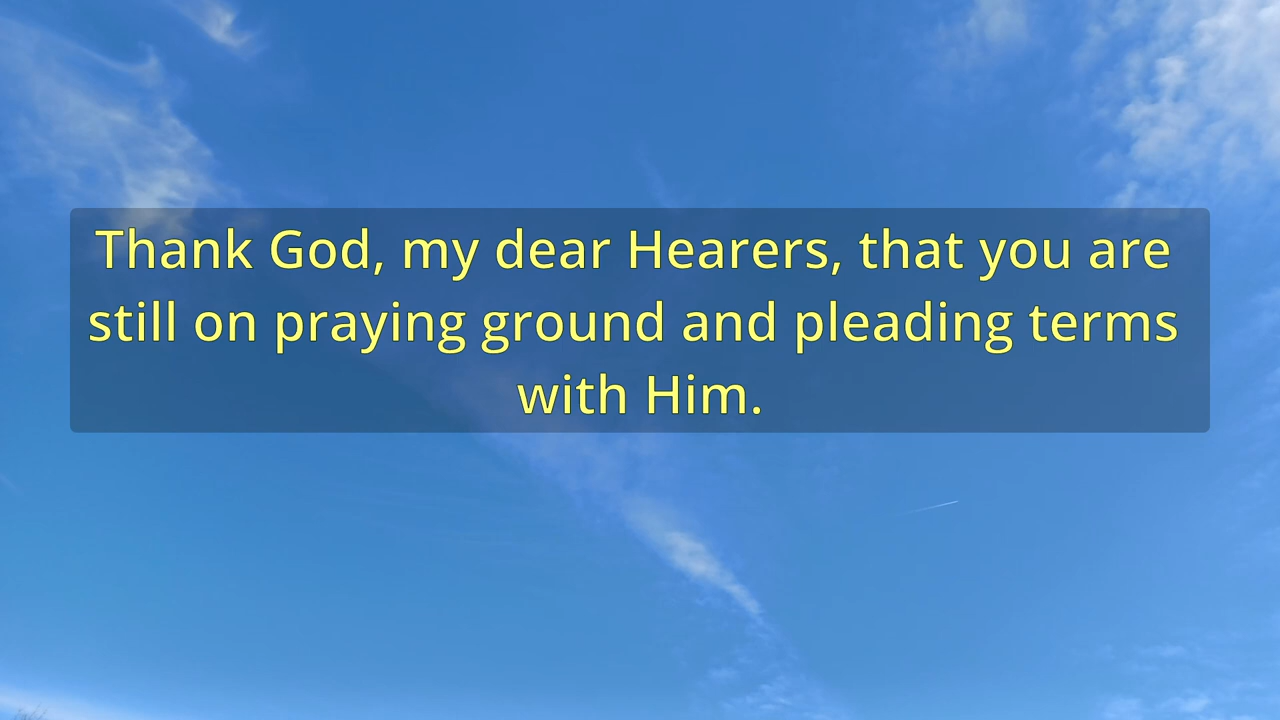 Thank God, my dear Hearers, that you are
still on praying ground and pleading terms
with Him.